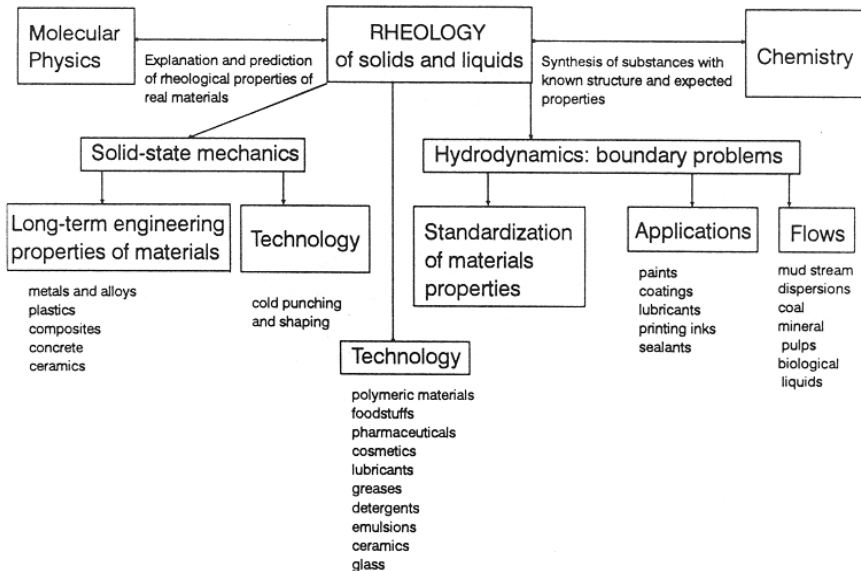 Molecular
Physics
Explanation and prediction
of rheological properties of
real materials
RHEOLOGY
of solids and liquids
Synthesis of substances with
known structure and expected
properties
Chemistry
Solid-state mechanics
Hydrodynamics: boundary problems
Long-term engineering
properties of materials
metals and alloys
plastics
composites
concrete
ceramics
Technology
cold punching
and shaping
Technology
polymeric materials
foodstuffs
pharmaceuticals
cosmetics
lubricants
greases
detergents
emulsions
ceramics
glass
Standardization
of materials
properties
Applications
paints
coatings
lubricants
printing inks
sealants
Flows
mud stream
dispersions
coal
mineral
pulps
biological
liquids